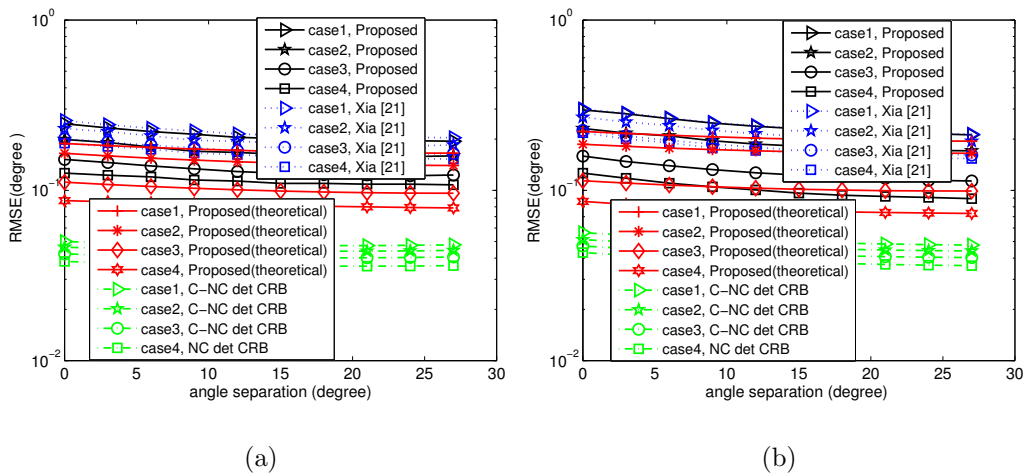 10^0
10^-1
10^-2
RMSE(degree)
0 5 10 15 20 25 30
angle separation (degree)
case1, Proposed
case2, Proposed
case3, Proposed
case4, Proposed
case1, Xia [21]
case2, Xia [21]
case3, Xia [21]
case4, Xia [21]
case1, Proposed(theoretical)
case2, Proposed(theoretical)
case3, Proposed(theoretical)
case4, Proposed(theoretical)
case1, C−NC det CRB
case2, C−NC det CRB
case3, C−NC det CRB
case4, NC det CRB
(a)
10^0
10^-1
10^-2
RMSE(degree)
0 5 10 15 20 25 30
angle separation (degree)
case1, Proposed
case2, Proposed
case3, Proposed
case4, Proposed
case1, Xia [21]
case2, Xia [21]
case3, Xia [21]
case4, Xia [21]
case1, Proposed(theoretical)
case2, Proposed(theoretical)
case3, Proposed(theoretical)
case4, Proposed(theoretical)
case1, C−NC det CRB
case2, C−NC det CRB
case3, C−NC det CRB
case4, NC det CRB
(b)